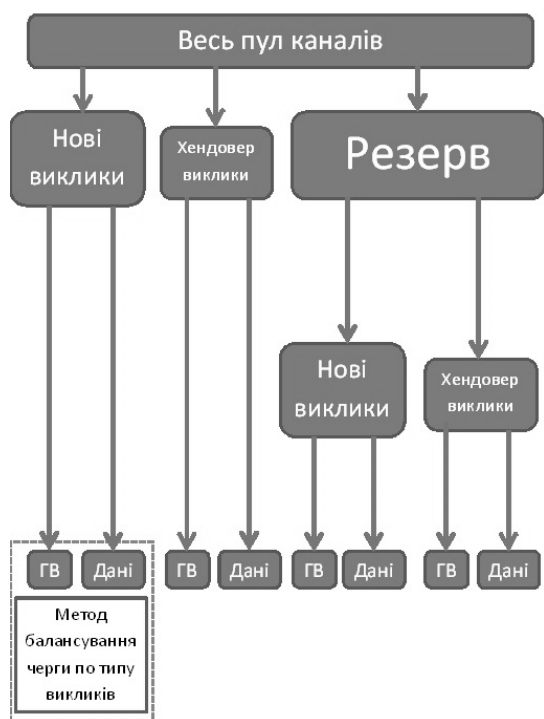 Весь пул каналів
Нові
виклики
Хендовер
виклики
Резерв
Нові
виклики
Хендовер
виклики
ГВ
Дані
ГВ
Дані
ГВ
Дані
ГВ
Дані
Метод
балансування
черги по типу
викликів